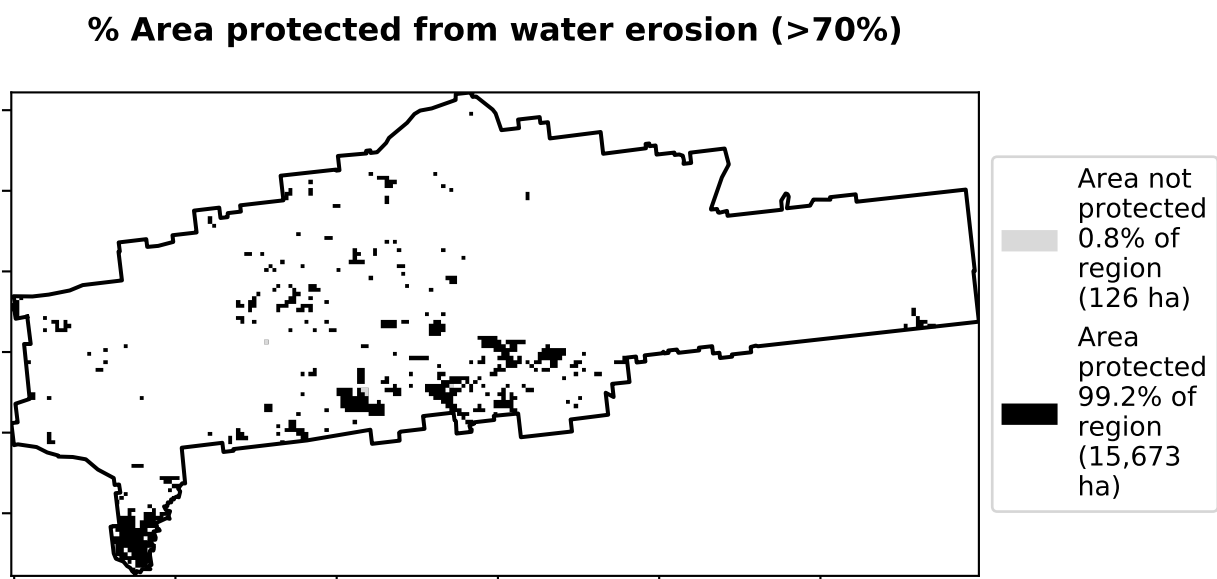 % Area protected from water erosion (>70%)
Area not
protected
0.8% of
region
(126 ha)
Area
protected
99.2% of
region
(15,673
ha)